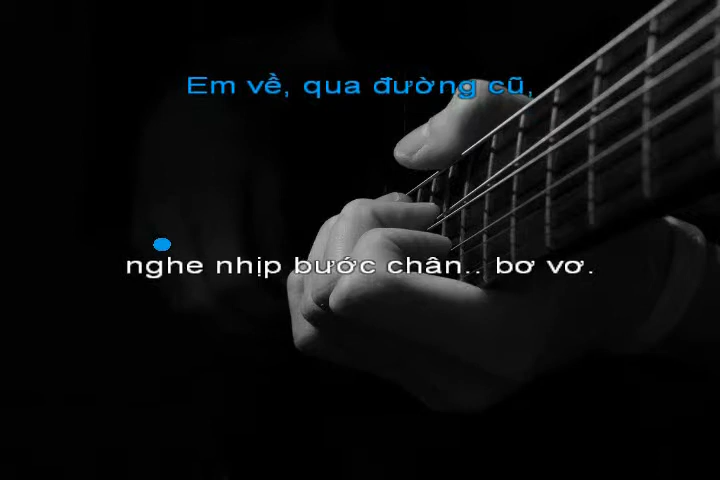 Em về, qua đường cũ,
nghe nhịp bước chân.. bơ vơ.